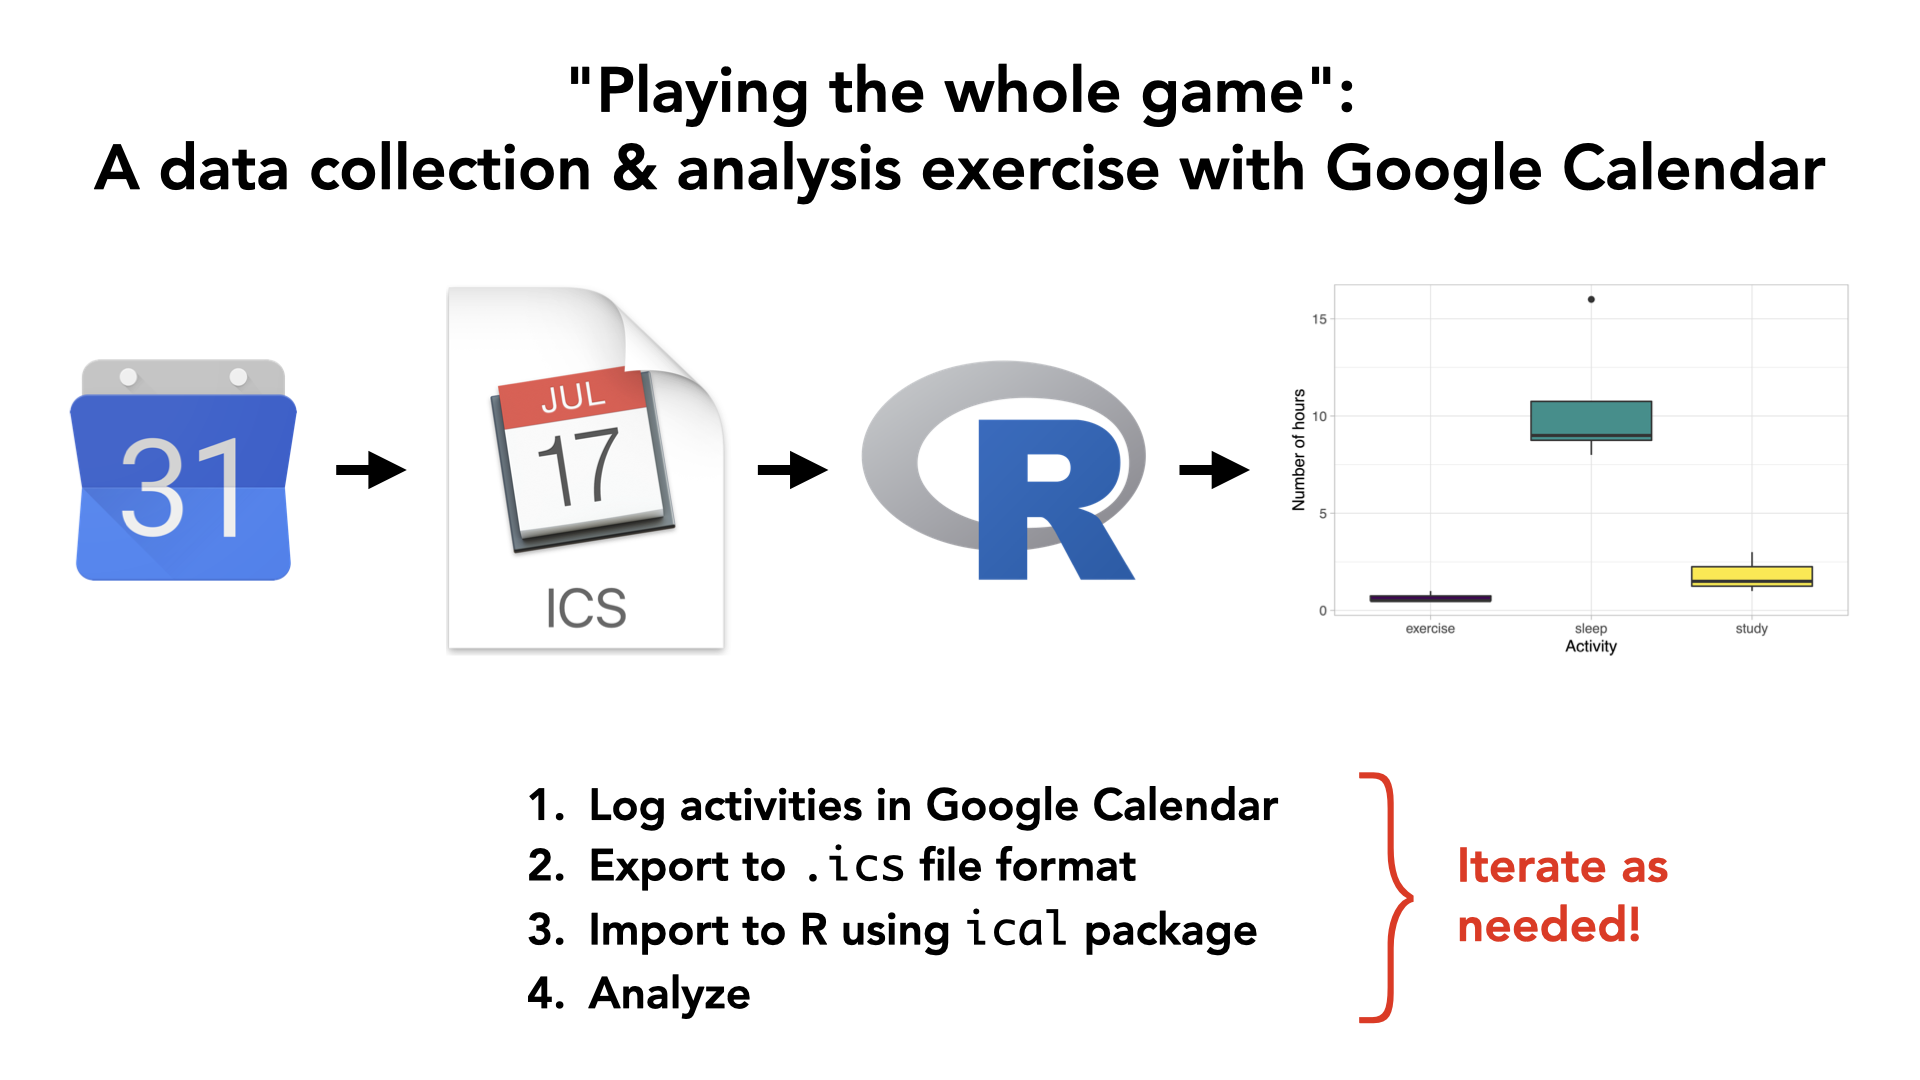 "Playing the whole game":
A data collection & analysis exercise with Google Calendar
31
JUL
17
ICS
R
15
10
5
0
Number of hours
exercise
sleep
study
Activity
1. Log activities in Google Calendar
2. Export to .ics file format
3. Import to R using ical package
4. Analyze
Iterate as
needed!